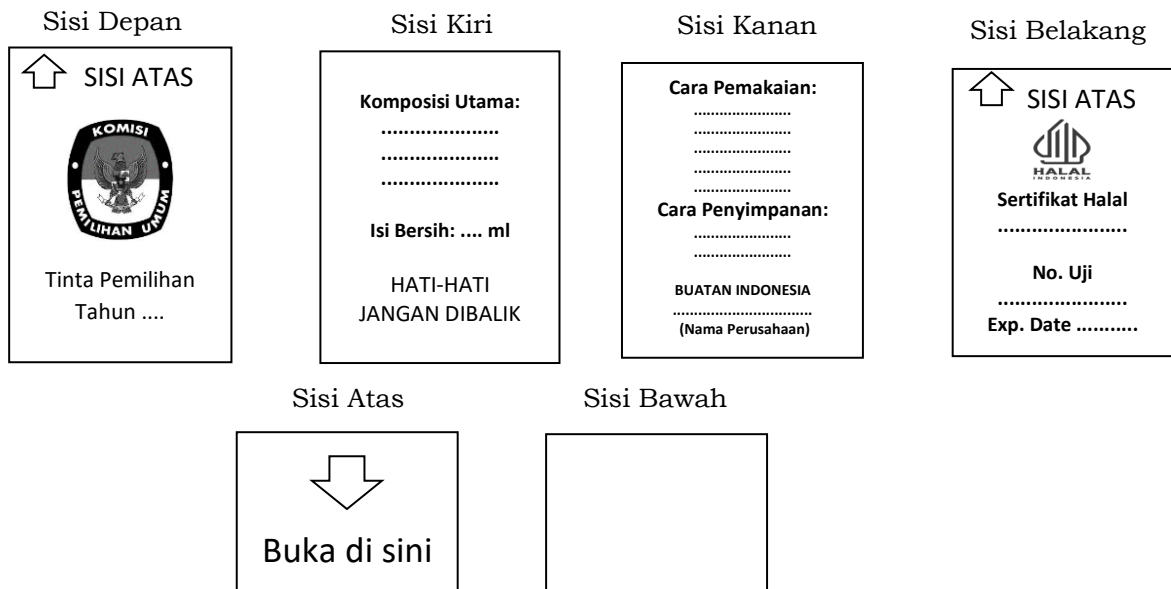 Sisi Depan
SISI ATAS
KOMISI
PEMILIHAN UMUM
Tinta Pemilihan
Tahun ....
Sisi Kiri
Komposisi Utama:
.....................
.....................
.....................
Isi Bersih: .... ml
HATI-HATI
JANGAN DIBALIK
Sisi Kanan
Cara Pemakaian:
.......................
.......................
.......................
.......................
.......................
Cara Penyimpanan:
.......................
.......................
BUATAN INDONESIA
.................................
(Nama Perusahaan)
Sisi Belakang
SISI ATAS
HALAL
INDONESIA
Sertifikat Halal
.......................
No. Uji
.......................
Exp. Date ...........
Sisi Atas
Buka di sini
Sisi Bawah